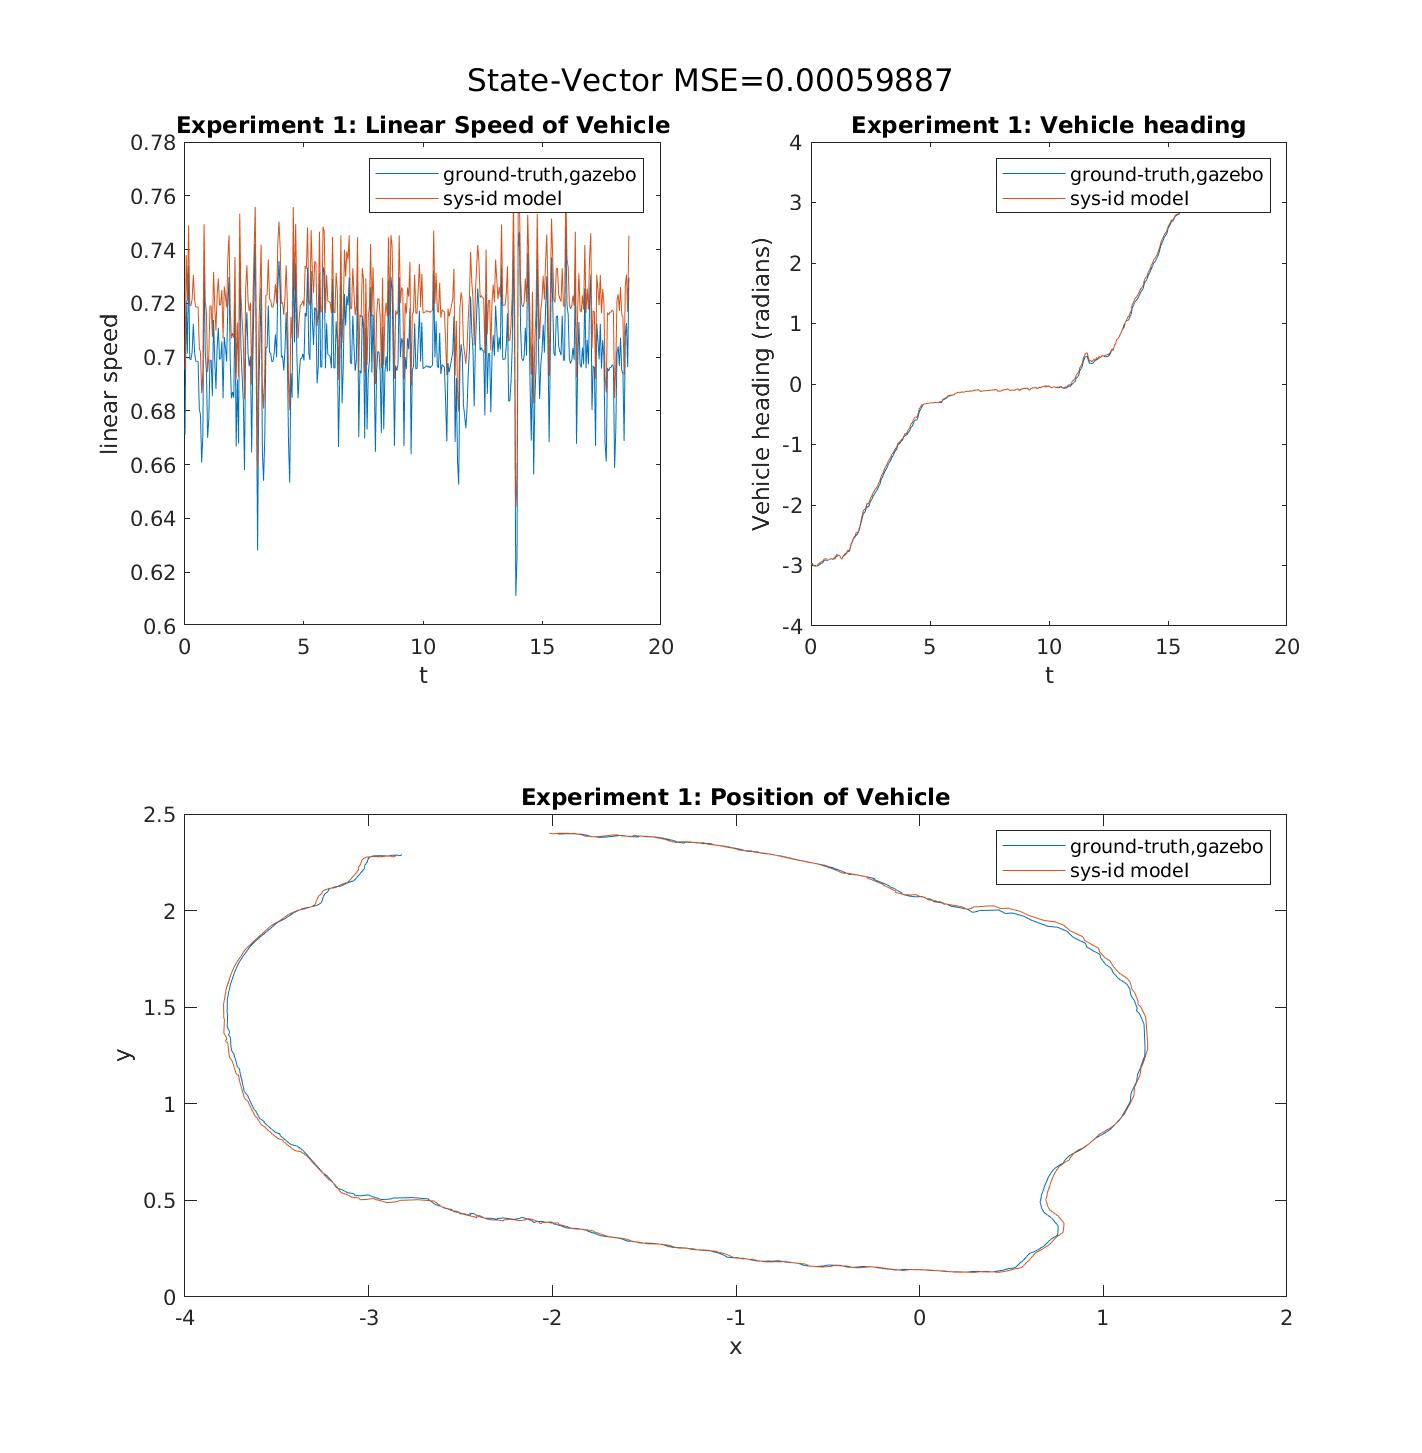 State-Vector MSE=0.00059887
Experiment 1: Linear Speed of Vehicle
0.78
0.76
0.74
0.72
0.7
0.68
0.66
0.64
0.62
0.6
linear speed
ground-truth,gazebo
sys-id model
0 5 10 15 20
t
Experiment 1: Vehicle heading
4
3
2
1
0
-1
-2
-3
-4
Vehicle heading (radians)
ground-truth,gazebo
sys-id model
0 5 10 15 20
t
Experiment 1: Position of Vehicle
2.5
2
1.5
1
0.5
0
y
ground-truth,gazebo
sys-id model
-4 -3 -2 -1 0 1 2
x